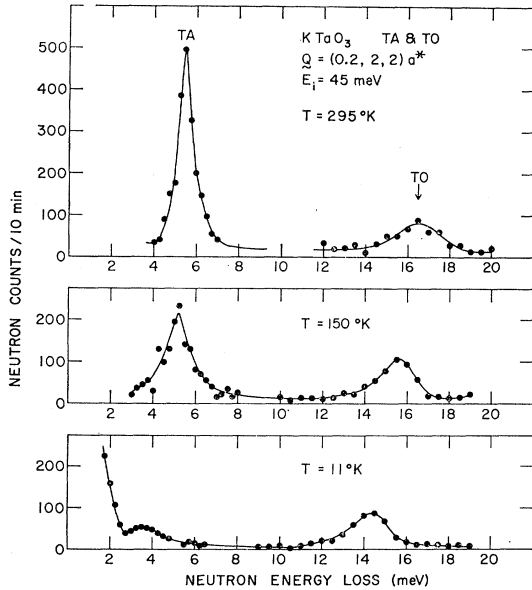 TA
K TaO3 TA & TO
Q = (0.2, 2, 2) a*
Ei = 45 meV
T = 295 °K
TO
500
400
300
200
100
0
2 4 6 8 10 12 14 16 18 20
T = 150 °K
200
100
0
2 4 6 8 10 12 14 16 18 20
T = 11 °K
200
100
0
2 4 6 8 10 12 14 16 18 20
NEUTRON COUNTS / 10 min
NEUTRON ENERGY LOSS (meV)